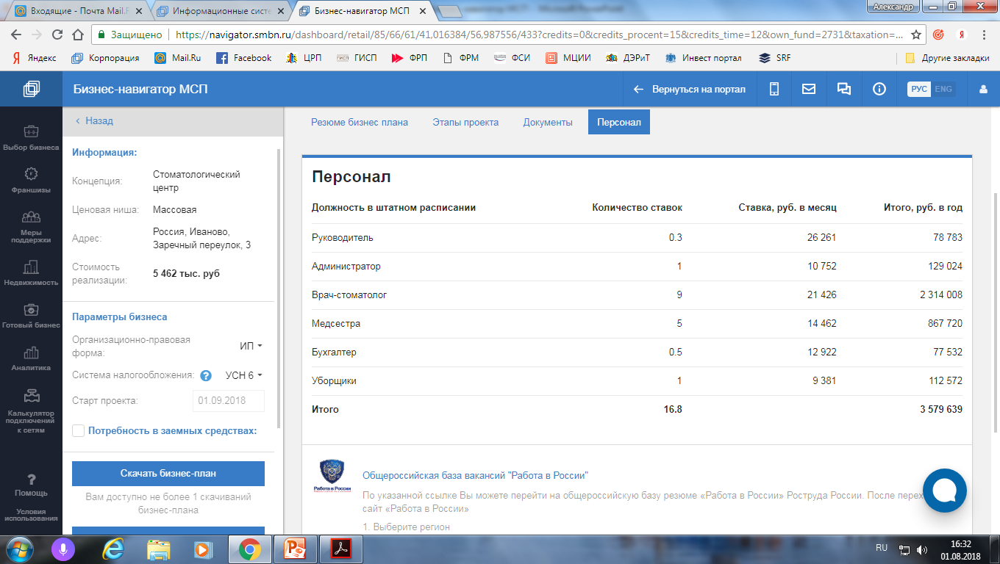 Входящие - Почта Mail.R
Информационные систе
Бизнес-навигатор МСП
Александр
Защищено
https://navigator.smbn.ru/dashboard/retail/85/66/61/41,016384/56,987556/433?credits=0&credits_procent=15&credits_time=12&own_fund=2731&taxation=...
Яндекс
Корпорация
Mail.Ru
Facebook
ЦРП
ГИСП
ФРП
ФРМ
ФСИ
МЦИИ
ДЭРиТ
Инвест портал
SRF
Другие закладки
Бизнес-навигатор МСП
Вернуться на портал
РУС ENG
Выбор бизнеса
Франшизы
Меры
поддержки
Недвижимость
Готовый бизнес
Аналитика
Калькулятор
подключений
к сетям
Помощь
Условия
использования
Назад
Информация:
Концепция: Стоматологический
центр
Ценовая ниша: Массовая
Адрес: Россия, Иваново,
Заречный переулок, 3
Стоимость
реализации: 5 462 тыс. руб
Параметры бизнеса
Организационно-правовая
форма: ИП
Система налогообложения: ? УСН 6
Старт проекта: 01.09.2018
Потребность в заемных средствах:
Скачать бизнес-план
Вам доступно не более 1 скачиваний
бизнес-плана
Резюме бизнес плана Этапы проекта Документы Персонал
Персонал
Должность в штатном расписании Количество ставок Ставка, руб. в месяц Итого, руб. в год
Руководитель 0.3 26 261 78 783
Администратор 1 10 752 129 024
Врач-стоматолог 9 21 426 2 314 008
Медсестра 5 14 462 867 720
Бухгалтер 0.5 12 922 77 532
Уборщики 1 9 381 112 572
Итого 16.8 3 579 639
Работа в России
Общероссийская база вакансий "Работа в России"
По указанной ссылке Вы можете перейти на общероссийскую базу резюме «Работа в России» Роструда России. После перех
сайт «Работа в России»
1. Выберите регион
RU
16:32
01.08.2018